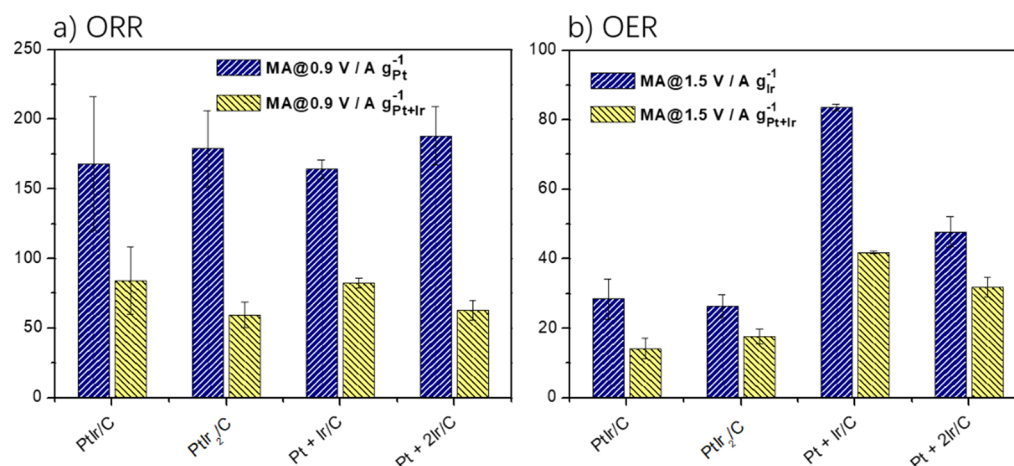 a) ORR
250
200
150
100
50
0
MA@0.9 V / A g⁻¹Pt
MA@0.9 V / A g⁻¹Pt+Ir
PtIr/C
PtIr₂/C
Pt + Ir/C
Pt + 2Ir/C
b) OER
100
80
60
40
20
0
MA@1.5 V / A g⁻¹Ir
MA@1.5 V / A g⁻¹Pt+Ir
PtIr/C
PtIr₂/C
Pt + Ir/C
Pt + 2Ir/C